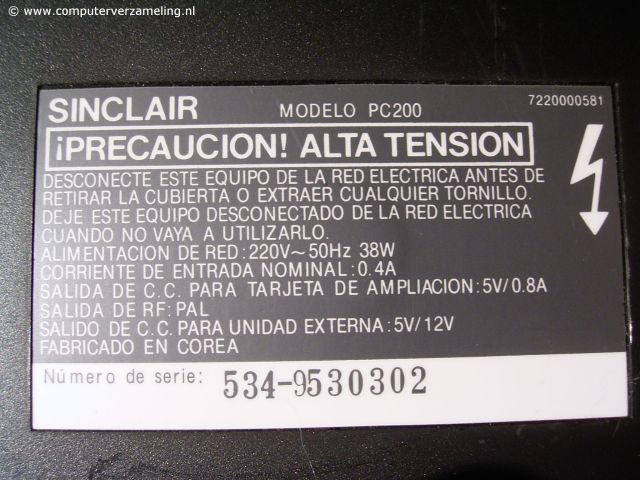 © www.computerverzameling.nl
SINCLAIR MODELO PC200 7220000581
¡PRECAUCION! ALTA TENSION
DESCONECTE ESTE EQUIPO DE LA RED ELECTRICA ANTES DE
RETIRAR LA CUBIERTA O EXTRAER CUALQUIER TORNILLO.
DEJE ESTE EQUIPO DESCONECTADO DE LA RED ELECTRICA
CUANDO NO VAYA A UTILIZARLO.
ALIMENTACION DE RED:220V~50Hz 38W
CORRIENTE DE ENTRADA NOMINAL:0.4A
SALIDA DE C.C. PARA TARJETA DE AMPLIACION:5V/0.8A
SALIDA DE RF:PAL
SALIDO DE C.C. PARA UNIDAD EXTERNA:5V/12V
FABRICADO EN COREA
Número de serie: 534-9530302